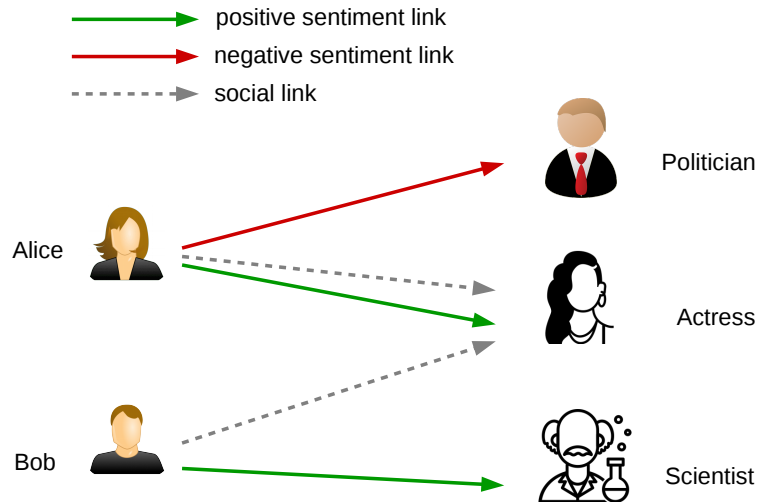 positive sentiment link
negative sentiment link
social link
Politician
Alice
Actress
Bob
Scientist